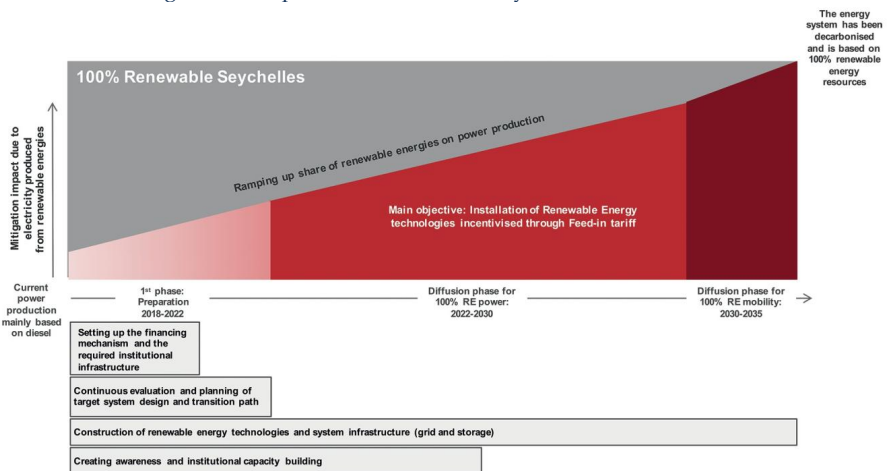 The energy
system has been
decarbonised
and is based on
100% renewable
energy
resources
100% Renewable Seychelles
Mitigation impact due to
electricity produced
from renewable energies
Ramping up share of renewable energies on power production
Main objective: Installation of Renewable Energy
technologies incentivised through Feed-in tariff
Current
power
production
mainly based
on diesel
1st phase:
Preparation
2018-2022
Diffusion phase for
100% RE power:
2022-2030
Diffusion phase for
100% RE mobility:
2030-2035
Setting up the financing
mechanism and the
required institutional
infrastructure
Continuous evaluation and planning of
target system design and transition path
Construction of renewable energy technologies and system infrastructure (grid and storage)
Creating awareness and institutional capacity building